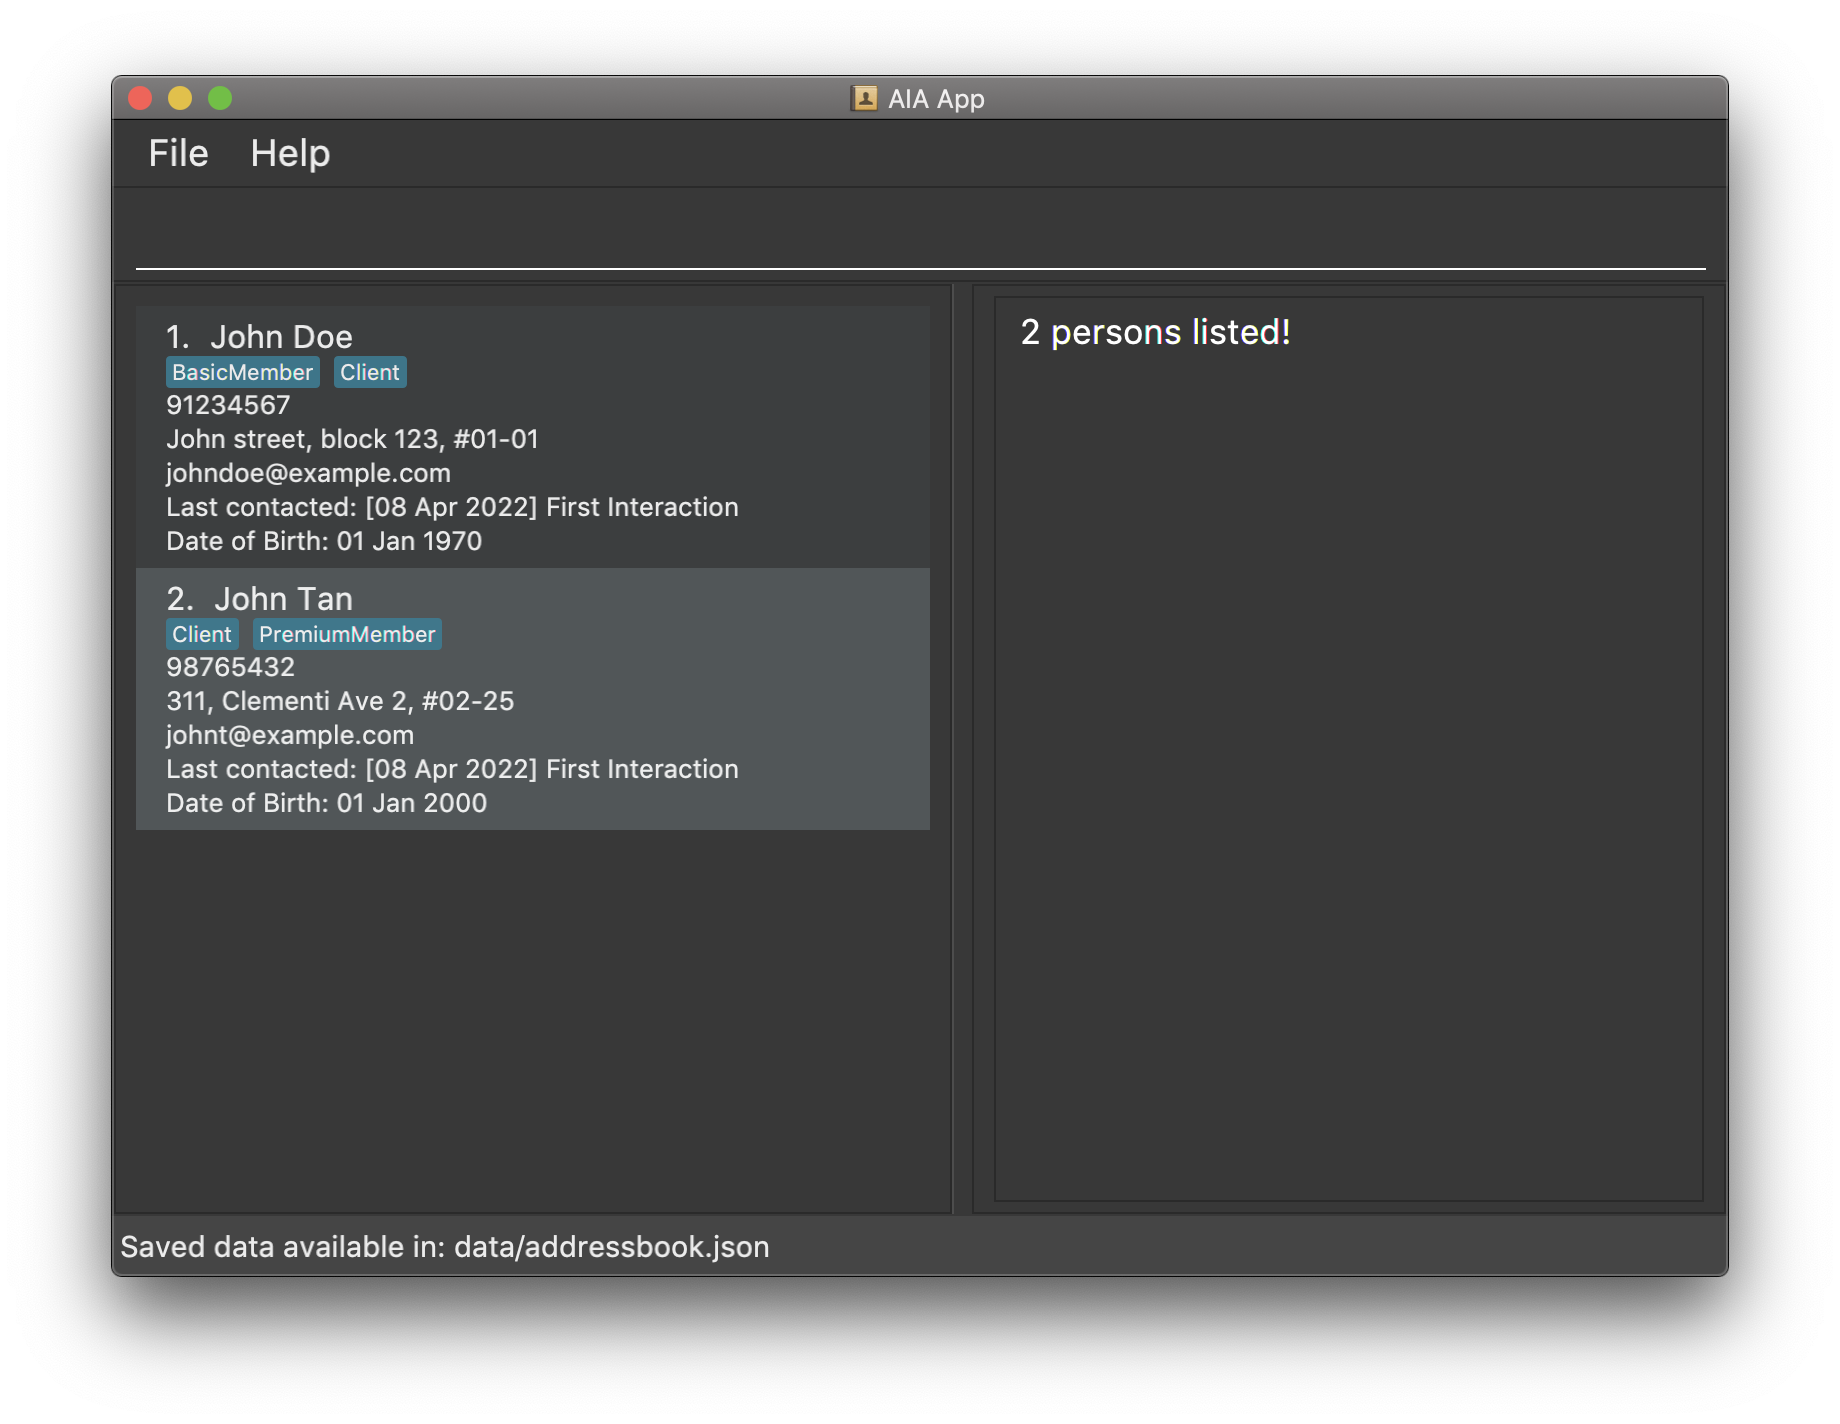 AIA App
File Help
1. John Doe
BasicMember Client
91234567
John street, block 123, #01-01
johndoe@example.com
Last contacted: [08 Apr 2022] First Interaction
Date of Birth: 01 Jan 1970
2. John Tan
Client PremiumMember
98765432
311, Clementi Ave 2, #02-25
johnt@example.com
Last contacted: [08 Apr 2022] First Interaction
Date of Birth: 01 Jan 2000
2 persons listed!
Saved data available in: data/addressbook.json